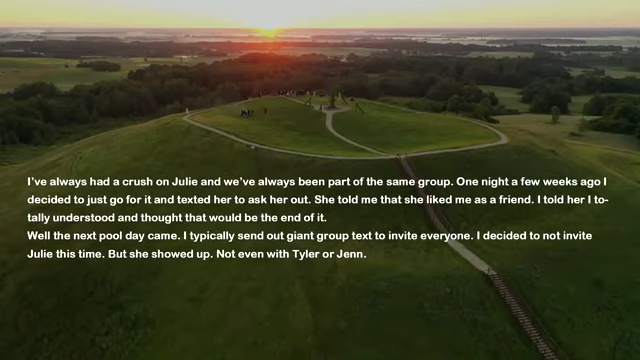 I've always had a crush on Julie and we've always been part of the same group. One night a few weeks ago I
decided to just go for it and texted her to ask her out. She told me that she liked me as a friend. I told her I to-
tally understood and thought that would be the end of it.
Well the next pool day came. I typically send out giant group text to invite everyone. I decided to not invite
Julie this time. But she showed up. Not even with Tyler or Jenn.